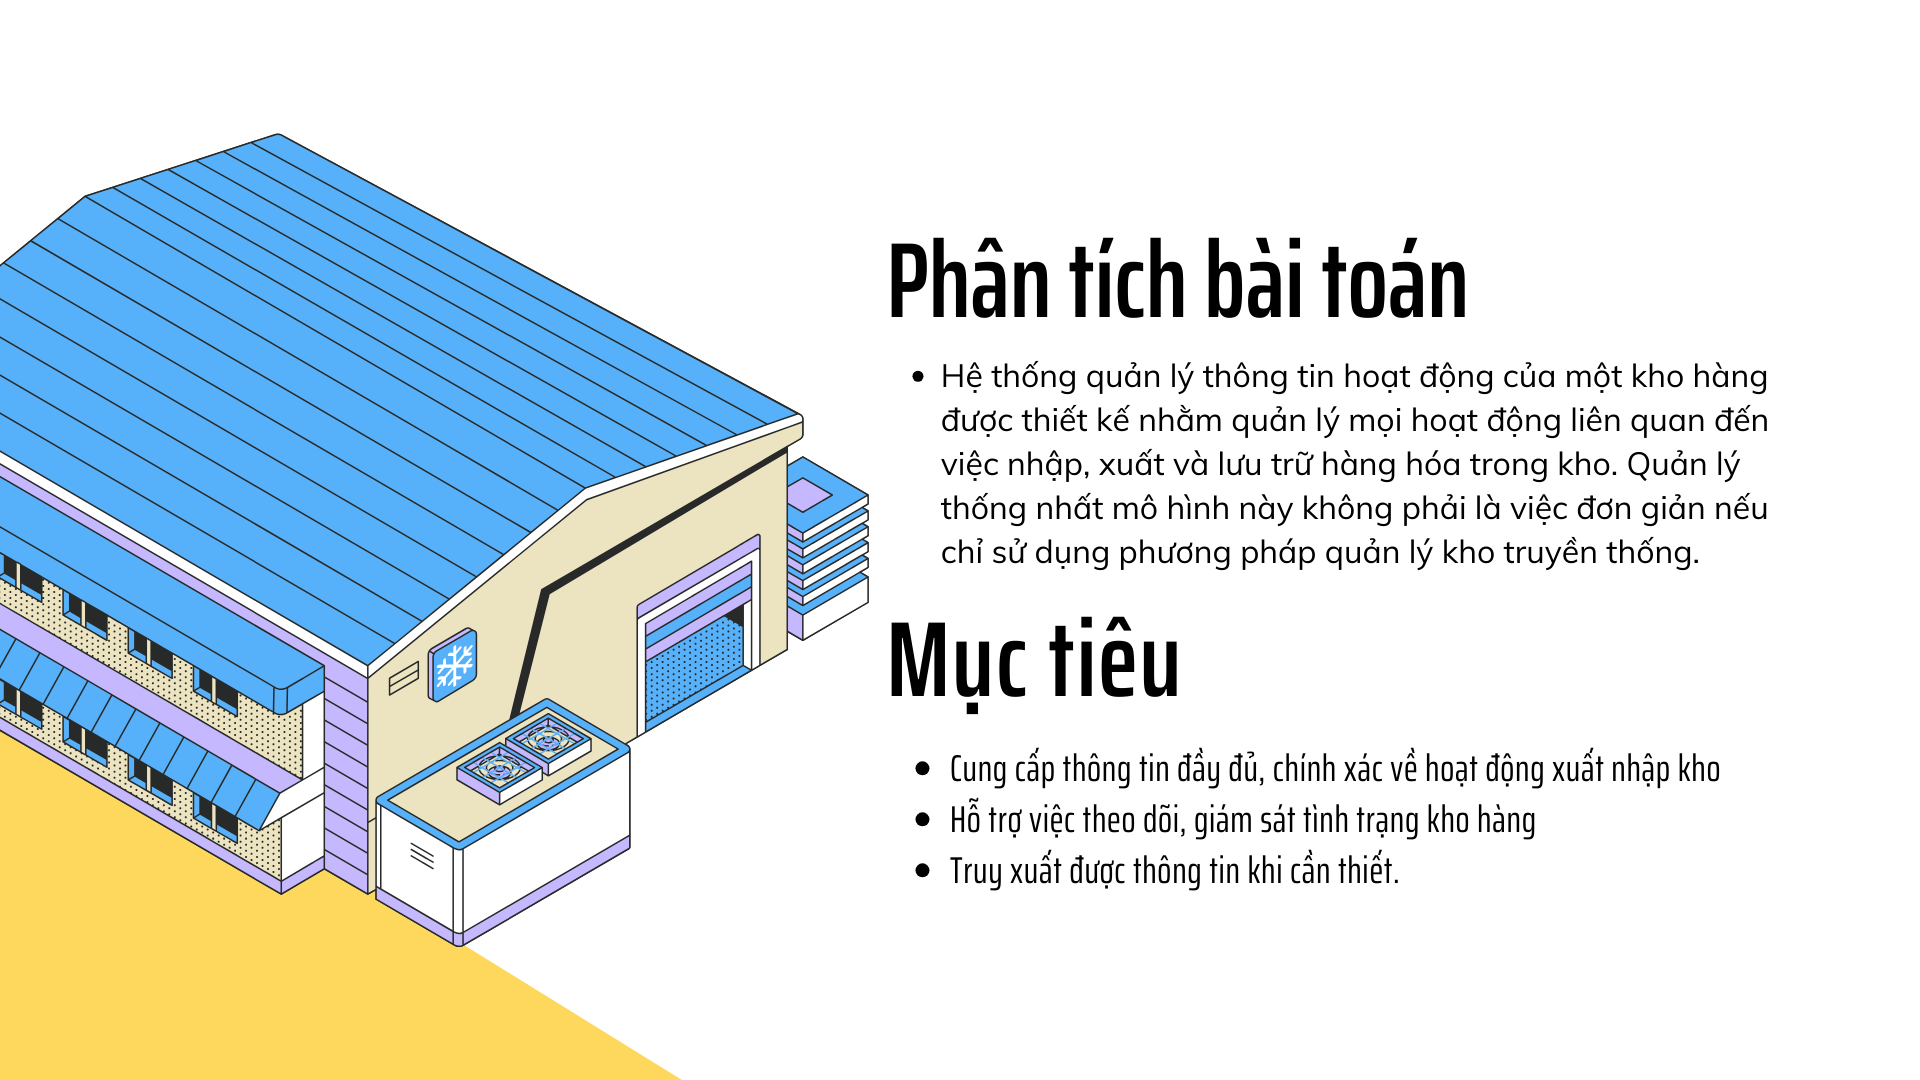 Phân tích bài toán
Hệ thống quản lý thông tin hoạt động của một kho hàng
được thiết kế nhằm quản lý mọi hoạt động liên quan đến
việc nhập, xuất và lưu trữ hàng hóa trong kho. Quản lý
thống nhất mô hình này không phải là việc đơn giản nếu
chỉ sử dụng phương pháp quản lý kho truyền thống.
Mục tiêu
Cung cấp thông tin đầy đủ, chính xác về hoạt động xuất nhập kho
Hỗ trợ việc theo dõi, giám sát tình trạng kho hàng
Truy xuất được thông tin khi cần thiết.